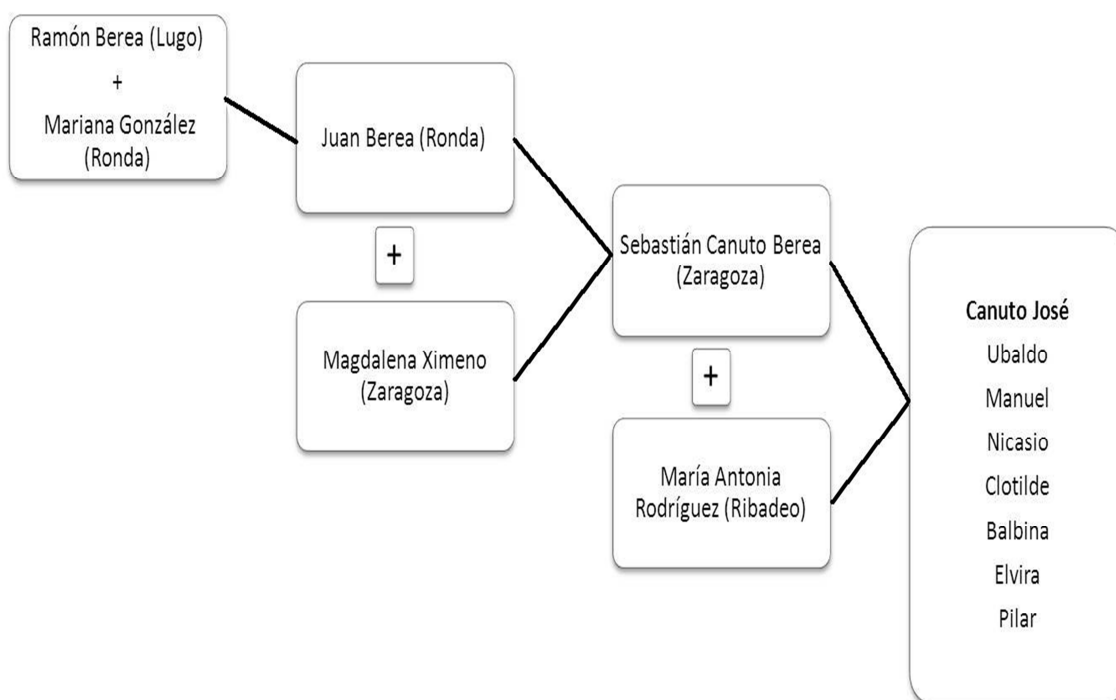 Ramón Berea (Lugo)
+
Mariana González
(Ronda)
Juan Berea (Ronda)
+
Magdalena Ximeno
(Zaragoza)
Sebastián Canuto Berea
(Zaragoza)
+
María Antonia
Rodríguez (Ribadeo)
Canuto José
Ubaldo
Manuel
Nicasio
Clotilde
Balbina
Elvira
Pilar